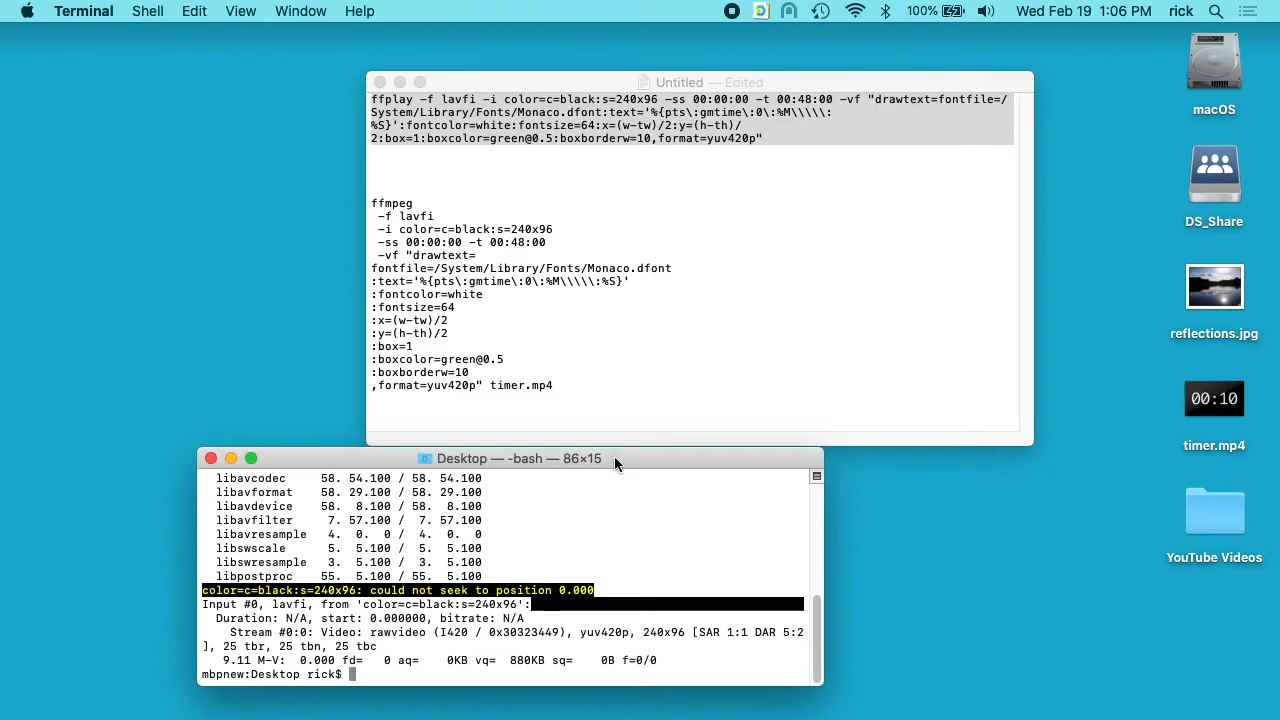 Terminal Shell Edit View Window Help 100% Wed Feb 19 1:06 PM rick
Untitled — Edited
ffplay -f lavfi -i color=c=black:s=240x96 -ss 00:00:00 -t 00:48:00 -vf "drawtext=fontfile=/
System/Library/Fonts/Monaco.dfont:text='%{pts\:gmtime\:0\:%M\\\\\:
%S}':fontcolor=white:fontsize=64:x=(w-tw)/2:y=(h-th)/
2:box=1:boxcolor=green@0.5:boxborderw=10,format=yuv420p"
ffmpeg
-f lavfi
-i color=c=black:s=240x96
-ss 00:00:00 -t 00:48:00
-vf "drawtext=
fontfile=/System/Library/Fonts/Monaco.dfont
:text='%{pts\:gmtime\:0\:%M\\\\\:%S}'
:fontcolor=white
:fontsize=64
:x=(w-tw)/2
:y=(h-th)/2
:box=1
:boxcolor=green@0.5
:boxborderw=10
,format=yuv420p" timer.mp4
macOS
DS_Share
reflections.jpg
00:10
timer.mp4
YouTube Videos
Desktop — -bash — 86×15
libavcodec 58. 54.100 / 58. 54.100
libavformat 58. 29.100 / 58. 29.100
libavdevice 58. 8.100 / 58. 8.100
libavfilter 7. 57.100 / 7. 57.100
libavresample 4. 0. 0 / 4. 0. 0
libswscale 5. 5.100 / 5. 5.100
libswresample 3. 5.100 / 3. 5.100
libpostproc 55. 5.100 / 55. 5.100
color=c=black:s=240x96: could not seek to position 0.000
Input #0, lavfi, from 'color=c=black:s=240x96':
Duration: N/A, start: 0.000000, bitrate: N/A
Stream #0:0: Video: rawvideo (I420 / 0x30323449), yuv420p, 240x96 [SAR 1:1 DAR 5:2
], 25 tbr, 25 tbn, 25 tbc
9.11 M-V: 0.000 fd= 0 aq= 0KB vq= 880KB sq= 0B f=0/0
mbpnew:Desktop rick$